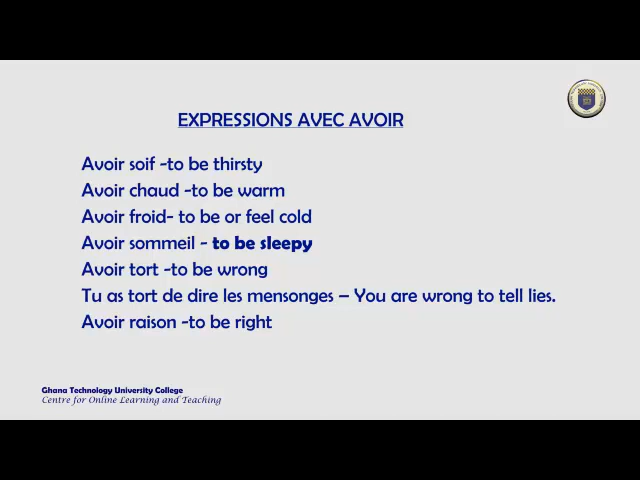 EXPRESSIONS AVEC AVOIR
Avoir soif -to be thirsty
Avoir chaud -to be warm
Avoir froid- to be or feel cold
Avoir sommeil - to be sleepy
Avoir tort -to be wrong
Tu as tort de dire les mensonges – You are wrong to tell lies.
Avoir raison -to be right
Ghana Technology University College
Centre for Online Learning and Teaching